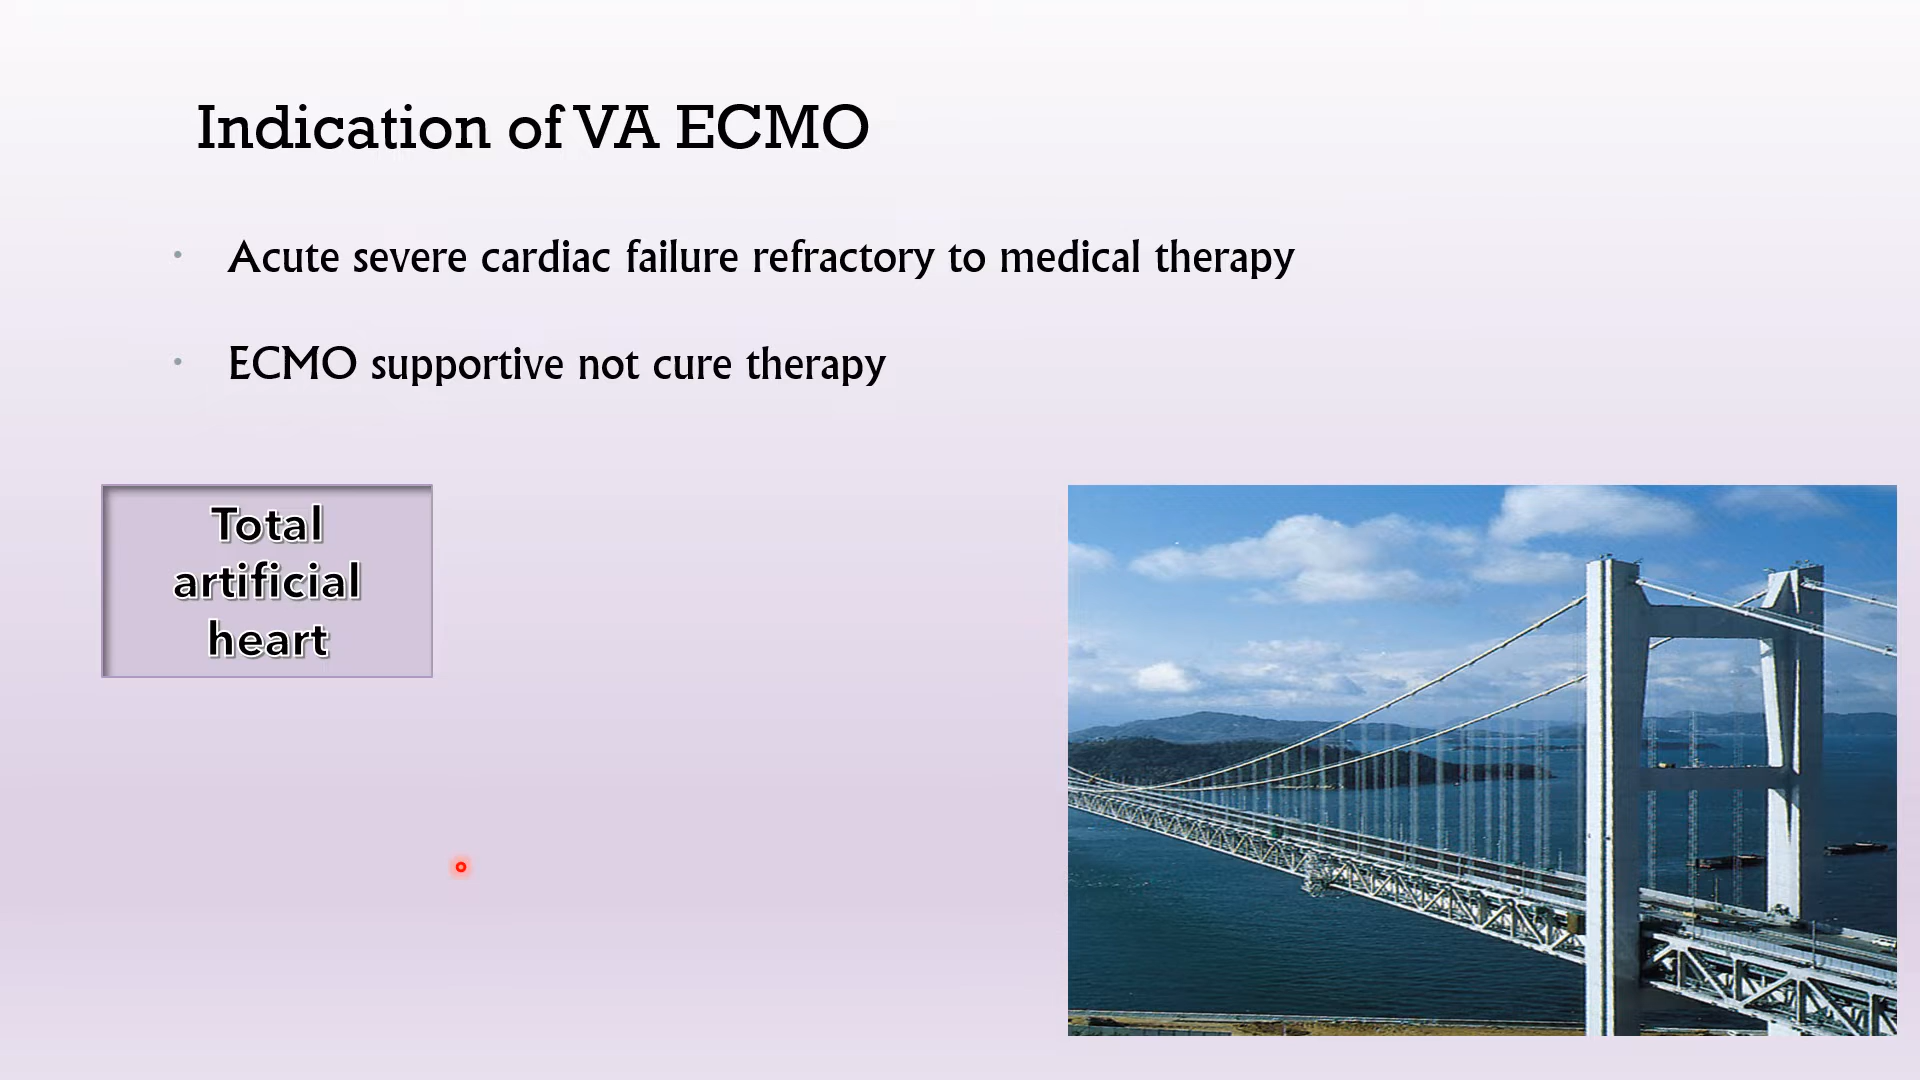 Indication of VA ECMO
• Acute severe cardiac failure refractory to medical therapy
• ECMO supportive not cure therapy
Total
artificial
heart